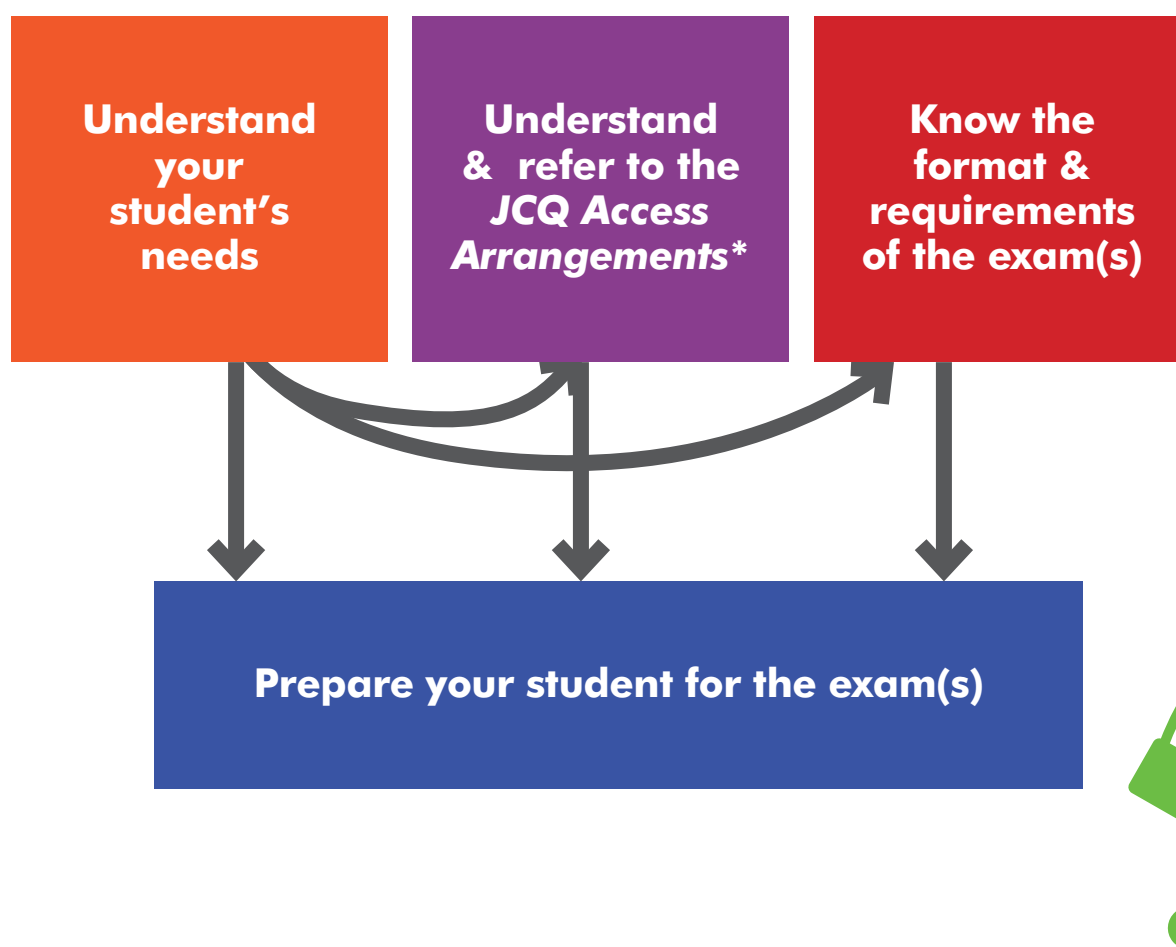 Understand
your
student's
needs
Understand
& refer to the
JCQ Access
Arrangements*
Know the
format &
requirements
of the exam(s)
Prepare your student for the exam(s)